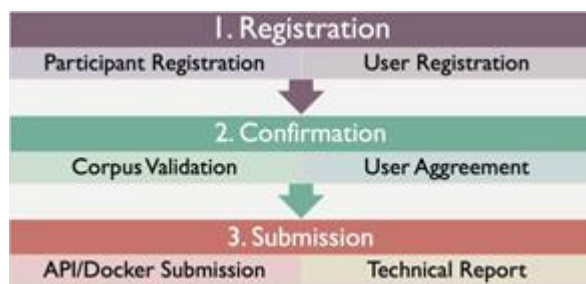 1. Registration
Participant Registration User Registration
2. Confirmation
Corpus Validation User Aggreement
3. Submission
API/Docker Submission Technical Report